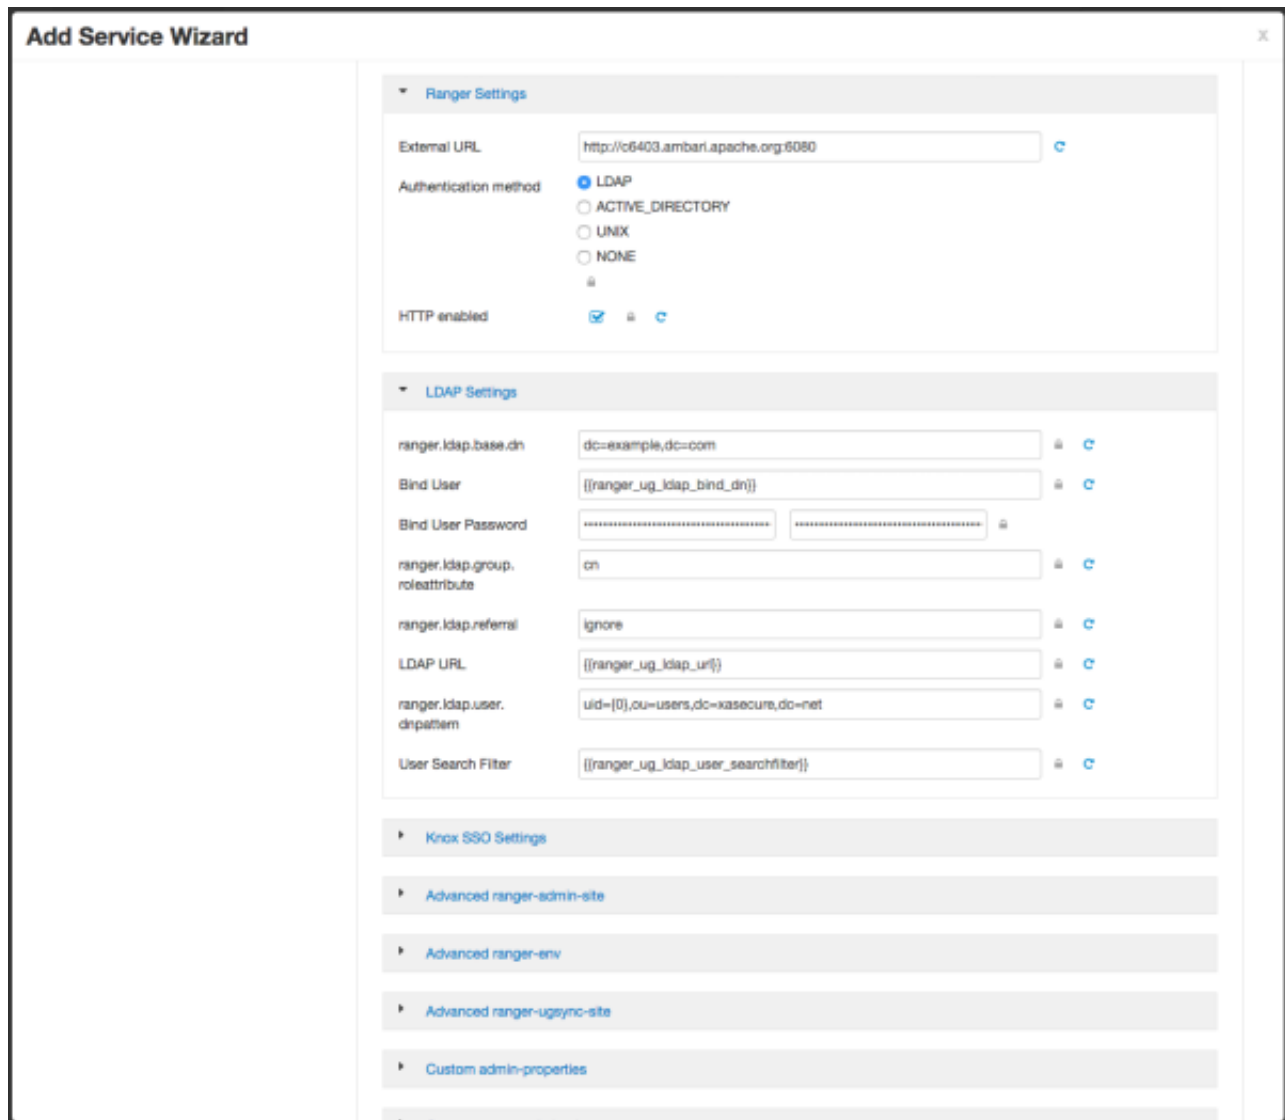 Add Service Wizard
x
Ranger Settings
External URL
http://c6403.ambari.apache.org:6080
Authentication method
LDAP
ACTIVE_DIRECTORY
UNIX
NONE
HTTP enabled
LDAP Settings
ranger.ldap.base.dn
dc=example,dc=com
Bind User
{{ranger_ug_ldap_bind_dn}}
Bind User Password
ranger.ldap.group.
roleattribute
cn
ranger.ldap.referral
ignore
LDAP URL
{{ranger_ug_ldap_url}}
ranger.ldap.user.
dnpattern
uid={0},ou=users,dc=xasecure,dc=net
User Search Filter
{{ranger_ug_ldap_user_searchfilter}}
Knox SSO Settings
Advanced ranger-admin-site
Advanced ranger-env
Advanced ranger-ugsync-site
Custom admin-properties